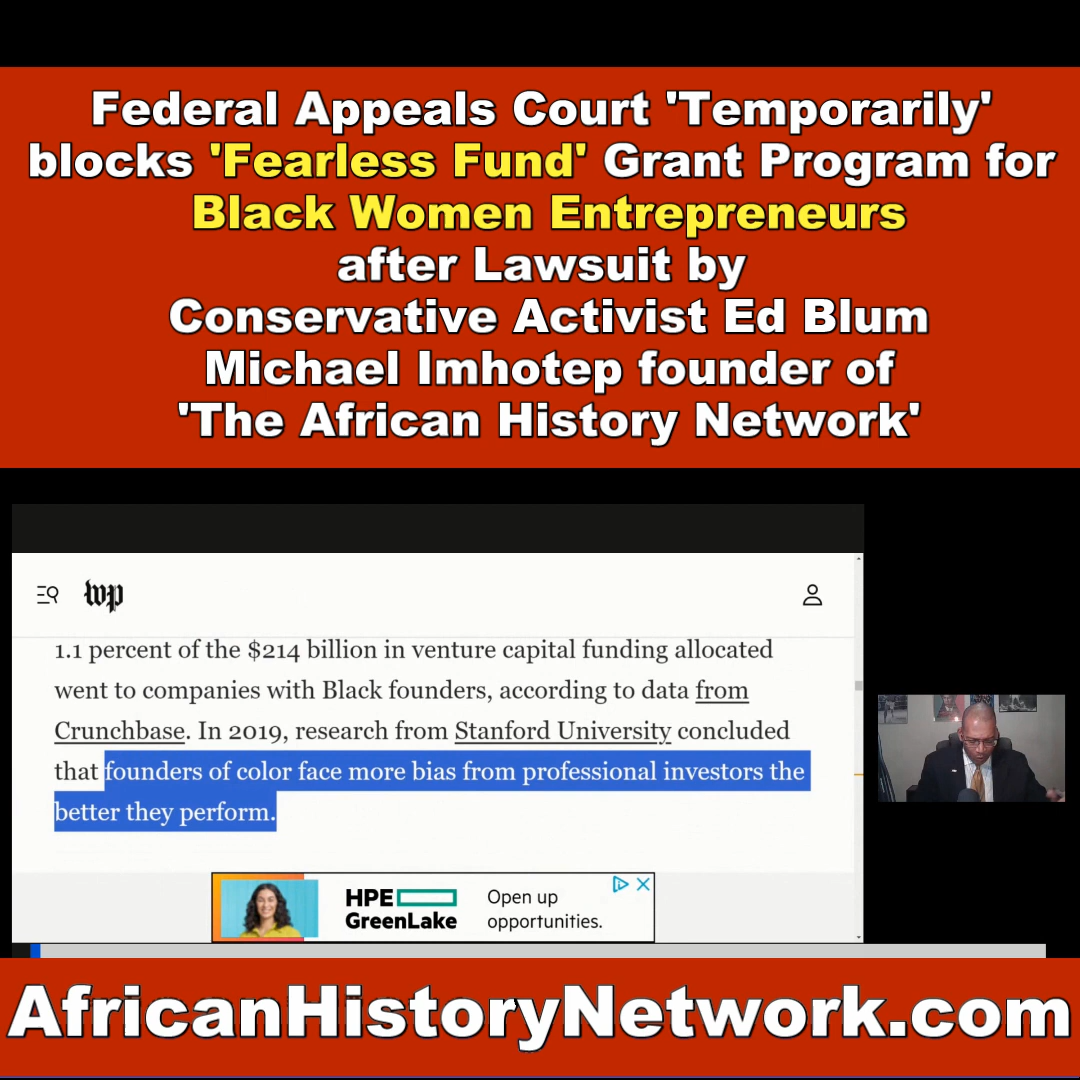 Federal Appeals Court 'Temporarily'
blocks 'Fearless Fund' Grant Program for
Black Women Entrepreneurs
after Lawsuit by
Conservative Activist Ed Blum
Michael Imhotep founder of
'The African History Network'
wp
1.1 percent of the $214 billion in venture capital funding allocated
went to companies with Black founders, according to data from
Crunchbase. In 2019, research from Stanford University concluded
that founders of color face more bias from professional investors the
better they perform.
HPE
GreenLake
Open up
opportunities.
AfricanHistoryNetwork.com